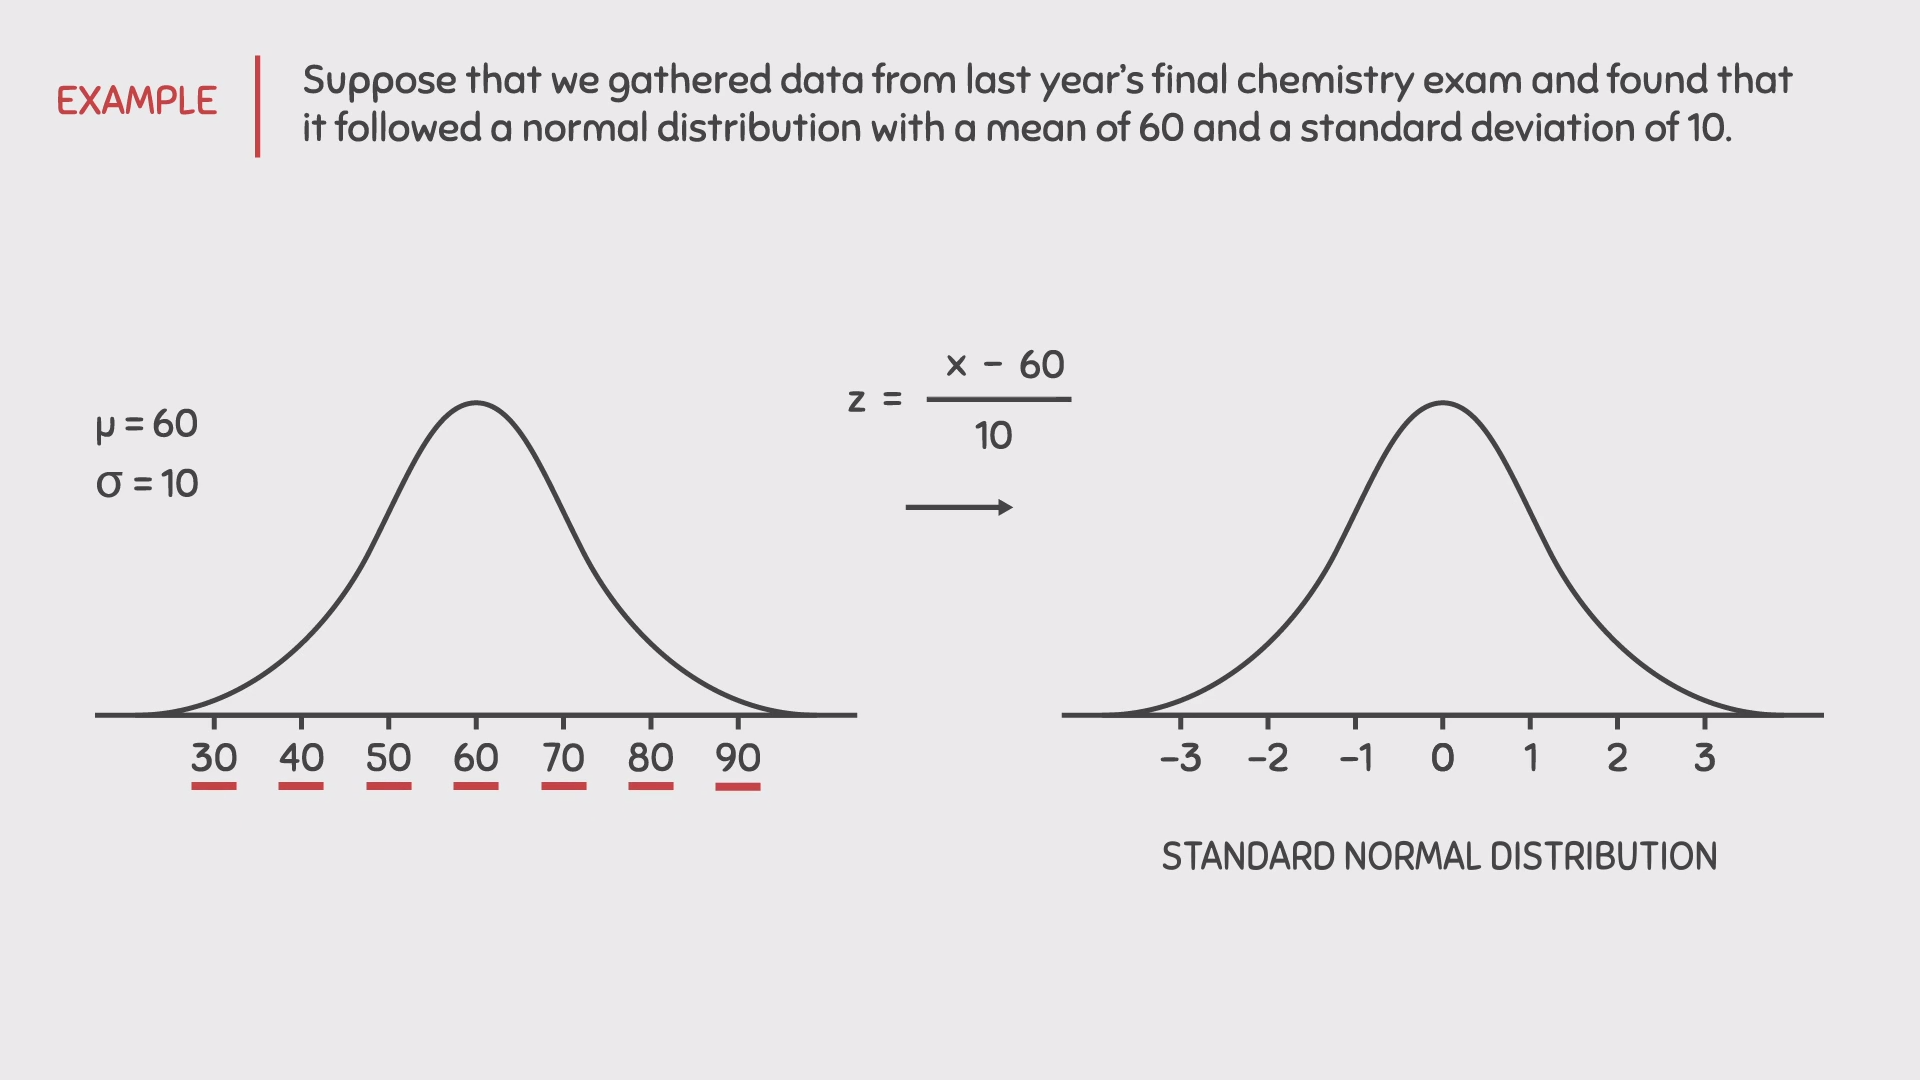 EXAMPLE
Suppose that we gathered data from last year's final chemistry exam and found that
it followed a normal distribution with a mean of 60 and a standard deviation of 10.
μ = 60
σ = 10
z = x - 60
10
30 40 50 60 70 80 90
-3 -2 -1 0 1 2 3
STANDARD NORMAL DISTRIBUTION